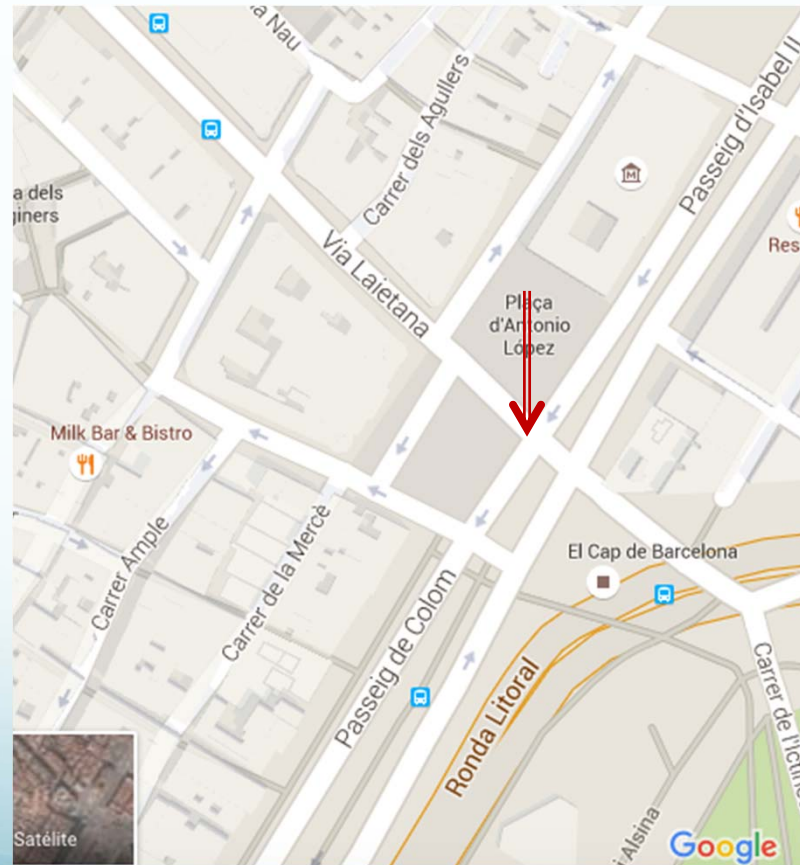 la Nau
Carrer dels Agullers
Passeig d'Isabel II
a dels
giners
Via Laietana
Plaça
d'Antonio
López
Res
M
Milk Bar & Bistro
Carrer Ample
Carrer de la Mercè
El Cap de Barcelona
Passeig de Colom
Ronda Litoral
Carrer de l'Ictín
i Alsina
Satélite
Google